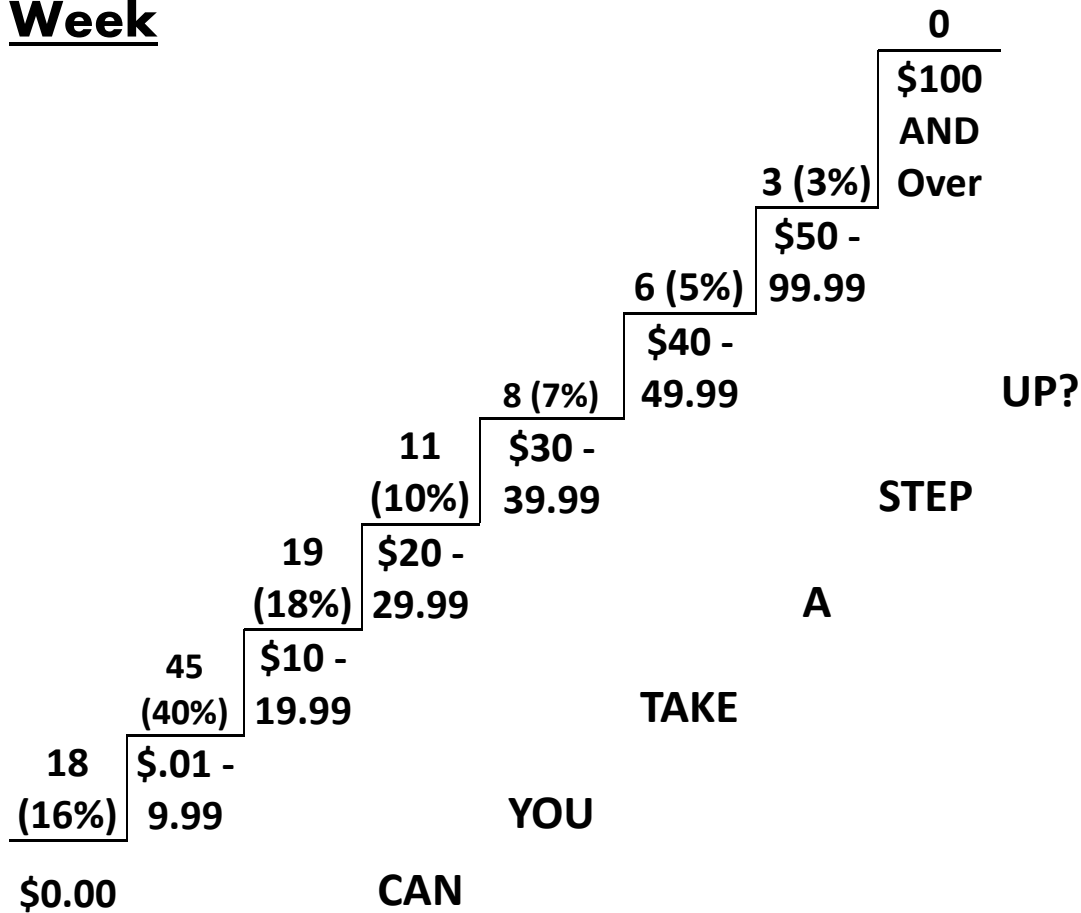 Week
0
$100
AND
Over
3 (3%)
$50 -
99.99
6 (5%)
$40 -
49.99
UP?
8 (7%)
$30 -
39.99
STEP
11
(10%)
$20 -
29.99
A
19
(18%)
$10 -
19.99
TAKE
45
(40%)
$.01 -
9.99
YOU
18
(16%)
$0.00
CAN